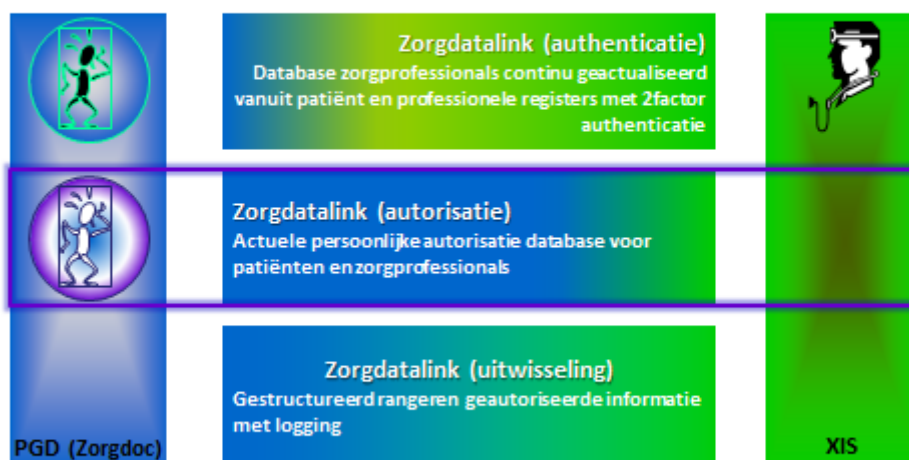 Zorgdatalink (authenticatie)
Database zorgprofessionals continu geactualiseerd
vanuit patiënt en professionele registers met 2factor
authenticatie
Zorgdatalink (autorisatie)
Actuele persoonlijke autorisatie database voor
patiënten en zorgprofessionals
Zorgdatalink (uitwisseling)
Gestructureerd rangeren geautoriseerde informatie
met logging
PGD (Zorgdoc)
XIS